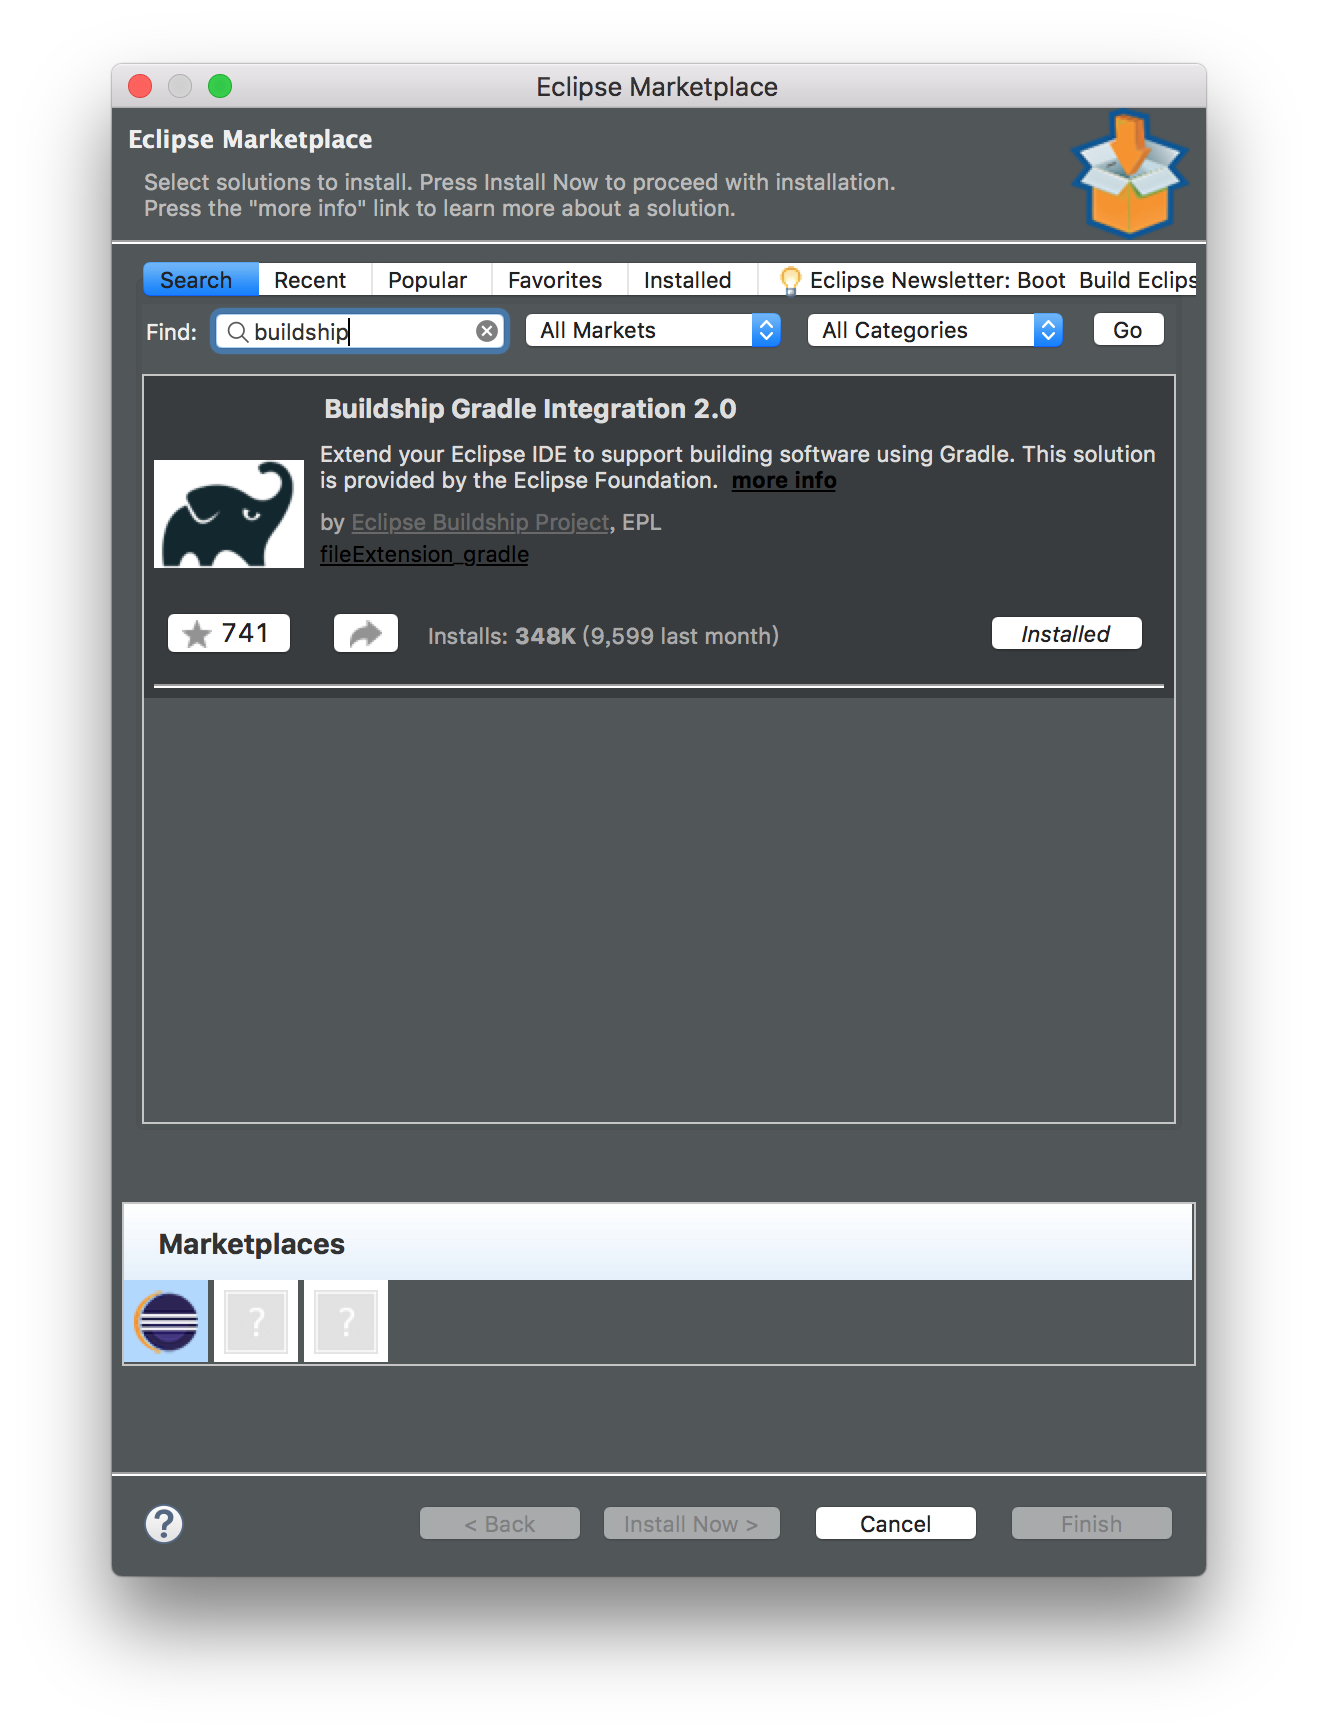 Eclipse Marketplace
Eclipse Marketplace
Select solutions to install. Press Install Now to proceed with installation.
Press the "more info" link to learn more about a solution.
Search Recent Popular Favorites Installed Eclipse Newsletter: Boot Build Eclips
Find: buildship All Markets All Categories Go
Buildship Gradle Integration 2.0
Extend your Eclipse IDE to support building software using Gradle. This solution
is provided by the Eclipse Foundation. more info
by Eclipse Buildship Project, EPL
fileExtension_gradle
741 Installs: 348K (9,599 last month) Installed
Marketplaces
? ?
? < Back Install Now > Cancel Finish